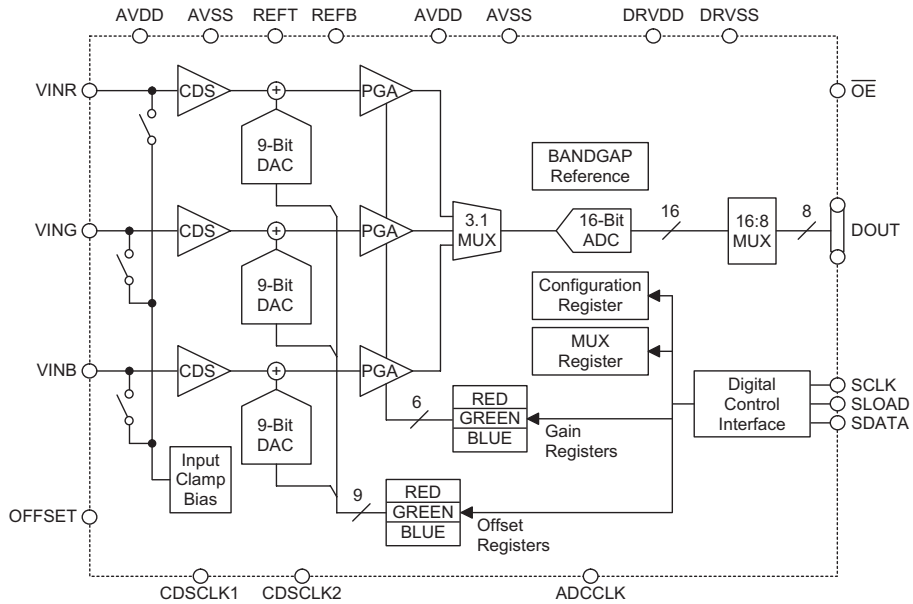 AVDD AVSS REFT REFB AVDD AVSS DRVDD DRVSS
VINR
CDS
+
PGA
OE
9-Bit
DAC
BANDGAP
Reference
VING
CDS
+
PGA
3.1
MUX
16-Bit
ADC
16
16:8
MUX
8
DOUT
9-Bit
DAC
Configuration
Register
MUX
Register
VINB
CDS
+
PGA
Digital
Control
Interface
SCLK
SLOAD
SDATA
6
RED
GREEN
BLUE
Gain
Registers
9-Bit
DAC
Input
Clamp
Bias
9
RED
GREEN
BLUE
Offset
Registers
OFFSET
CDSCLK1 CDSCLK2 ADCCLK